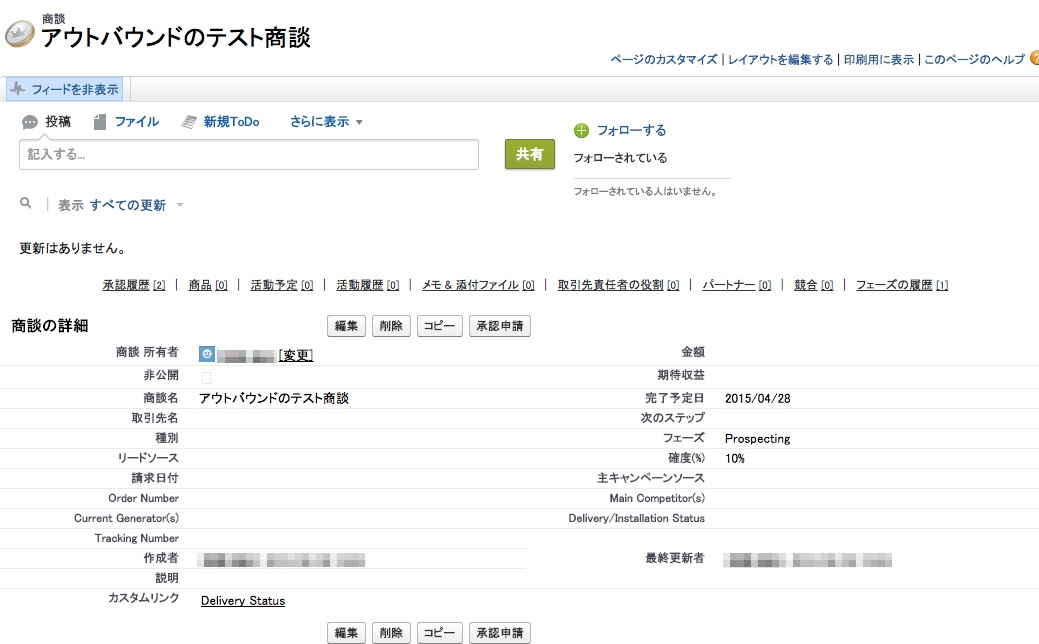 商談
アウトバウンドのテスト商談
ページのカスタマイズ | レイアウトを編集する | 印刷用に表示 | このページのヘルプ ?
フィードを非表示
投稿 ファイル 新規ToDo さらに表示
フォローする
記入する... 共有
フォローされている
フォローされている人はいません。
表示 すべての更新
更新はありません。
承認履歴 [2] | 商品 [0] | 活動予定 [0] | 活動履歴 [0] | メモ & 添付ファイル [0] | 取引先責任者の役割 [0] | パートナー [0] | 競合 [0] | フェーズの履歴 [1]
商談の詳細 編集 削除 コピー 承認申請
商談 所有者 [変更] 金額
非公開 期待収益
商談名 アウトバウンドのテスト商談 完了予定日 2015/04/28
取引先名 次のステップ
種別 フェーズ Prospecting
リードソース 確度(%) 10%
請求日付 主キャンペーンソース
Order Number Main Competitor(s)
Current Generator(s) Delivery/Installation Status
Tracking Number
作成者 最終更新者
説明
カスタムリンク Delivery Status
編集 削除 コピー 承認申請